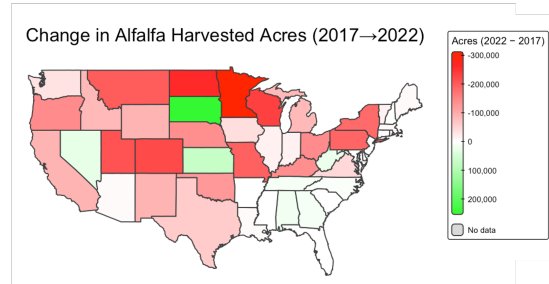 Change in Alfalfa Harvested Acres (2017→2022)
Acres (2022 − 2017)
-300,000
-200,000
-100,000
0
100,000
200,000
No data